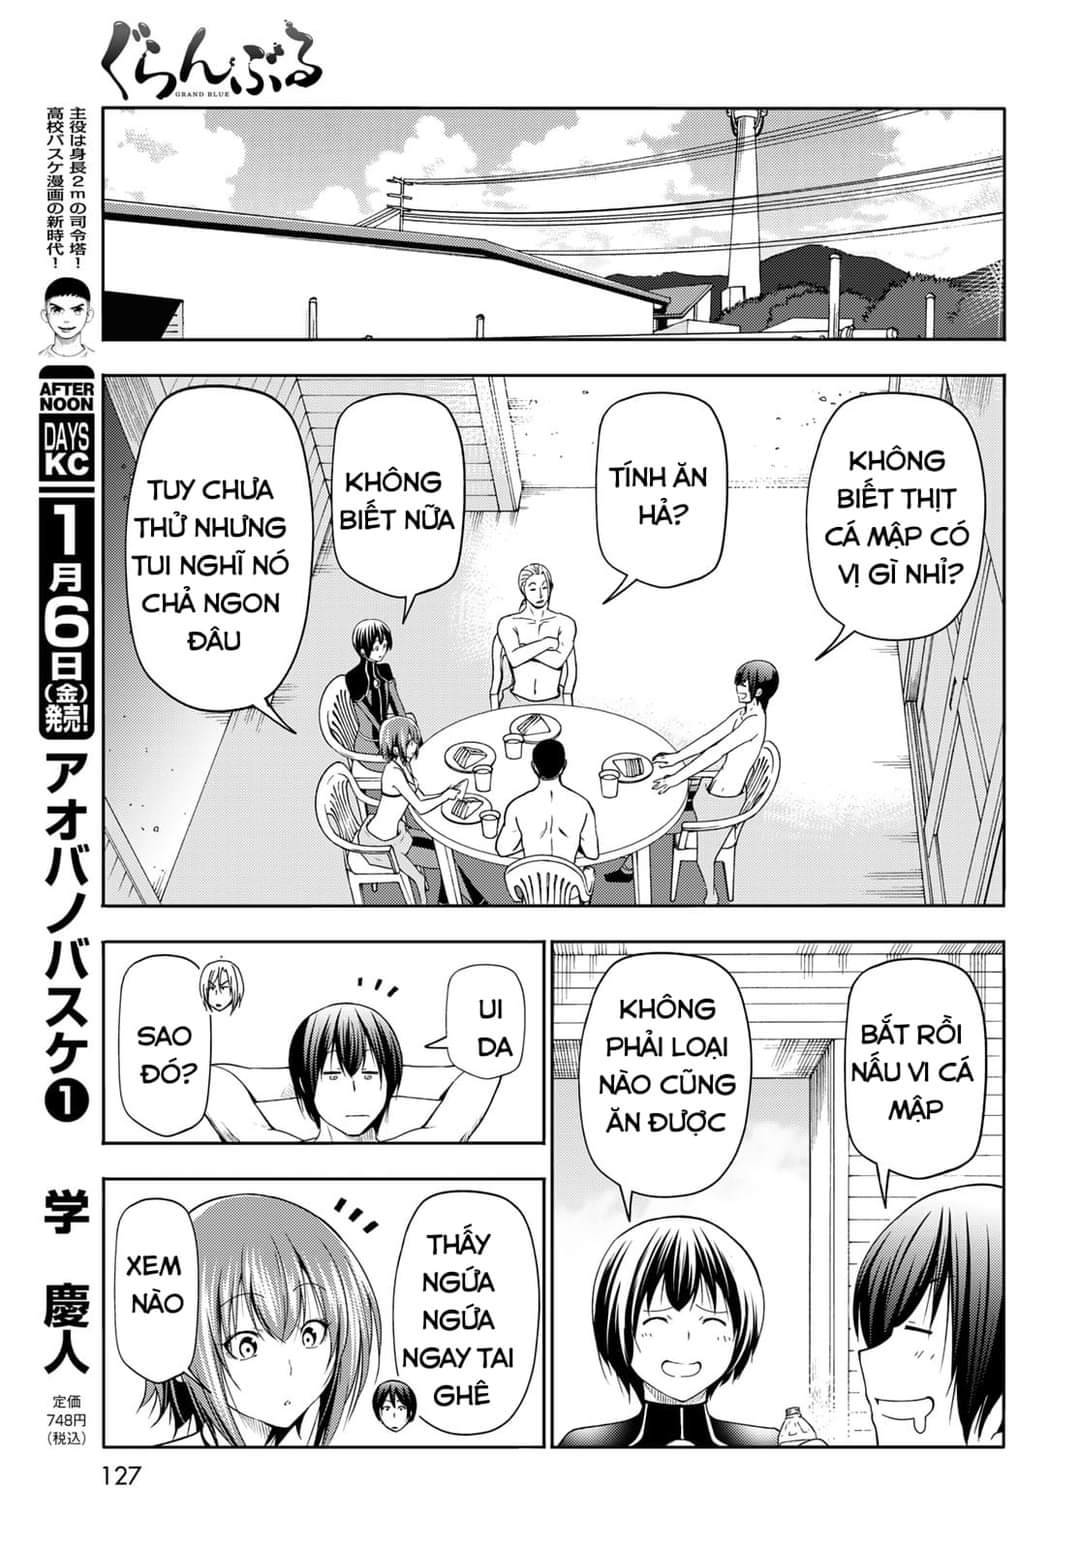 ぐらんぶる
GRAND BLUE
主役は身長2mの司令塔!
高校バスケ漫画の新時代!
AFTER
NOON
DAYS
KC
1月6日(金)発売!
アオバノバスケ1
学 慶人
定価
748円
(税込)
KHÔNG
BIẾT THỊT
CÁ MẬP CÓ
VỊ GÌ NHỈ?
TÍNH ĂN
HẢ?
KHÔNG
BIẾT NỮA
TUY CHƯA
THỬ NHƯNG
TUI NGHĨ NÓ
CHẢ NGON
ĐÂU
BẮT RỒI
NẤU VI CÁ
MẬP
KHÔNG
PHẢI LOẠI
NÀO CŨNG
ĂN ĐƯỢC
UI
DA
SAO
ĐÓ?
THẤY
NGỨA
NGỨA
NGAY TAI
GHÊ
XEM
NÀO
127